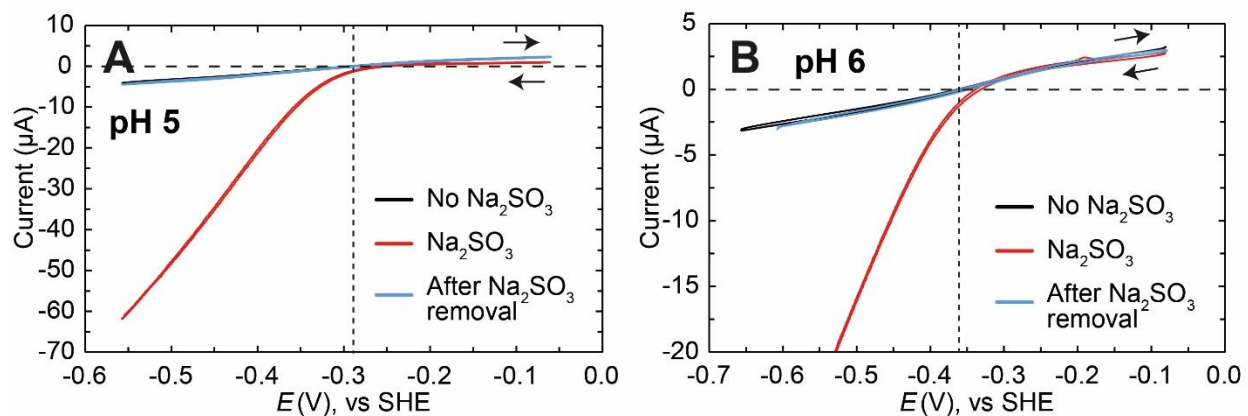 A
pH 5
Current (μA)
10
0
-10
-20
-30
-40
-50
-60
-70
No Na₂SO₃
Na₂SO₃
After Na₂SO₃
removal
-0.6 -0.5 -0.4 -0.3 -0.2 -0.1 0.0
E (V), vs SHE
B pH 6
Current (μA)
5
0
-5
-10
-15
-20
No Na₂SO₃
Na₂SO₃
After Na₂SO₃
removal
-0.7 -0.6 -0.5 -0.4 -0.3 -0.2 -0.1 0.0
E (V), vs SHE